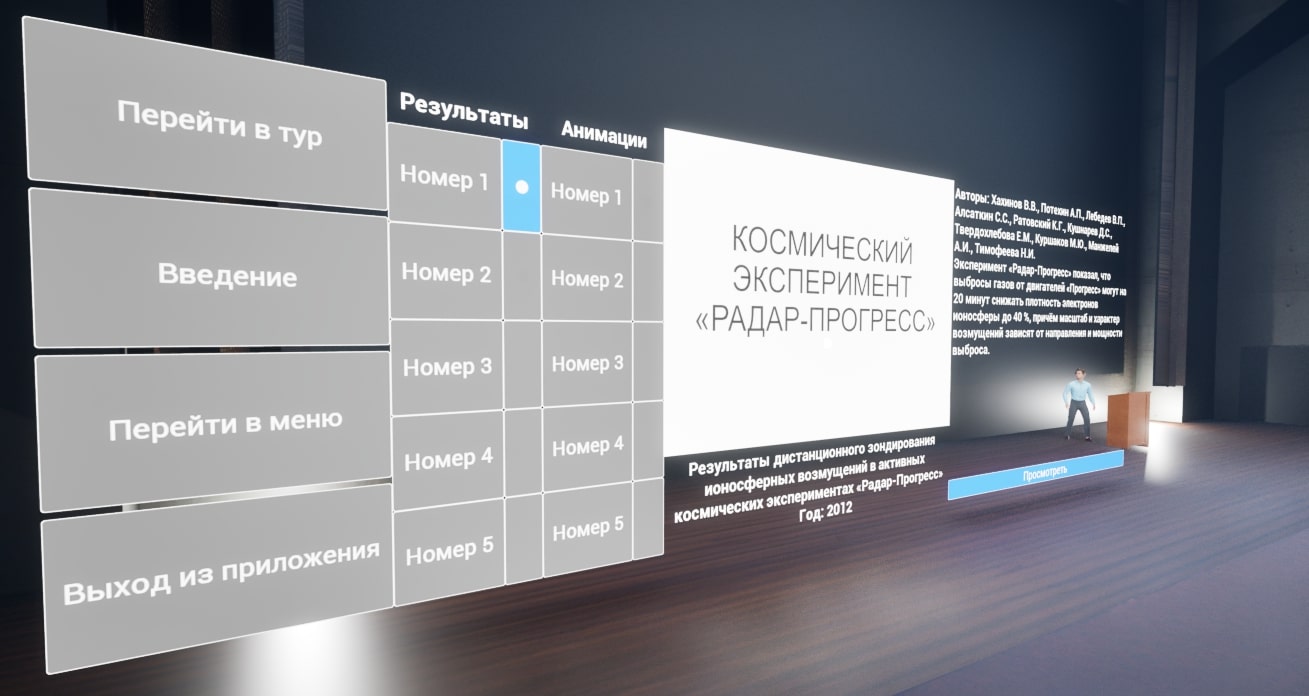 Перейти в тур
Введение
Перейти в меню
Выход из приложения
Результаты
Номер 1
Номер 2
Номер 3
Номер 4
Номер 5
Анимации
Номер 1
Номер 2
Номер 3
Номер 4
Номер 5
КОСМИЧЕСКИЙ
ЭКСПЕРИМЕНТ
«РАДАР-ПРОГРЕСС»
Результаты дистанционного зондирования
ионосферных возмущений в активных
космических экспериментах «Радар-Прогресс»
Год: 2012
Авторы: Хахинов В.В., Потехин А.П., Лебедев В.П.,
Алсаткин С.С., Ратовский К.Г., Кушнарев Д.С.,
Твердохлебова Е.М., Куршаков М.Ю., Манжелей
А.И., Тимофеева Н.И.
Эксперимент «Радар-Прогресс» показал, что
выбросы газов от двигателей «Прогресс» могут на
20 минут снижать плотность электронов
ионосферы до 40 %, причём масштаб и характер
возмущений зависят от направления и мощности
выброса.
Просмотреть